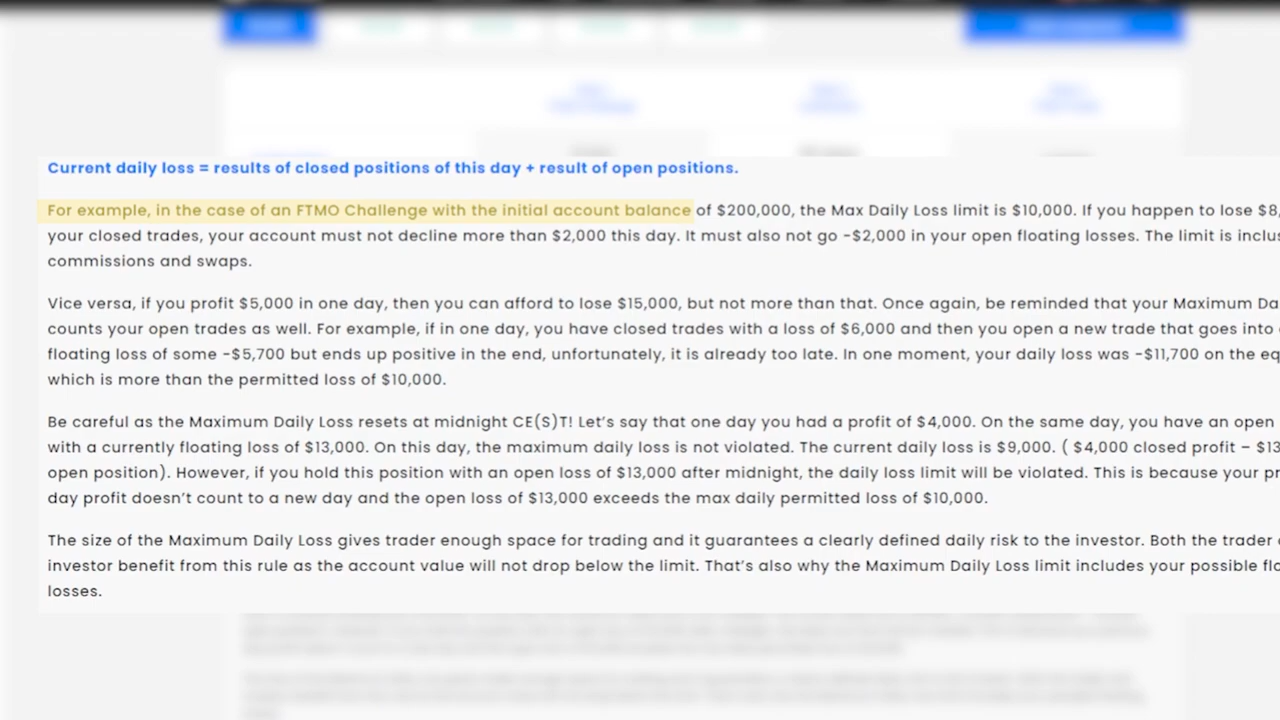 Current daily loss = results of closed positions of this day + result of open positions.
For example, in the case of an FTMO Challenge with the initial account balance of $200,000, the Max Daily Loss limit is $10,000. If you happen to lose $8,
your closed trades, your account must not decline more than $2,000 this day. It must also not go -$2,000 in your open floating losses. The limit is
commissions and swaps.
Vice versa, if you profit $5,000 in one day, then you can afford to lose $15,000, but not more than that. Once again, be reminded that your Maximum
counts your open trades as well. For example, if in one day, you have closed trades with a loss of $6,000 and then you open a new trade that goes into
floating loss of some -$5,700 but ends up positive in the end, unfortunately, it is already too late. In one moment, your daily loss was -$11,700 on the
which is more than the permitted loss of $10,000.
Be careful as the Maximum Daily Loss resets at midnight CE(S)T! Let’s say that one day you had a profit of $4,000. On the same day, you have an open
with a currently floating loss of $13,000. On this day, the maximum daily loss is not violated. The current daily loss is $9,000. ( $4,000 closed profit – $13
open position). However, if you hold this position with an open loss of $13,000 after midnight, the daily loss limit will be violated. This is because your
day profit doesn’t count to a new day and the open loss of $13,000 exceeds the max daily permitted loss of $10,000.
The size of the Maximum Daily Loss gives trader enough space for trading and it guarantees a clearly defined daily risk to the investor. Both the trader
investor benefit from this rule as the account value will not drop below the limit. That’s also why the Maximum Daily Loss limit includes your possible
losses.